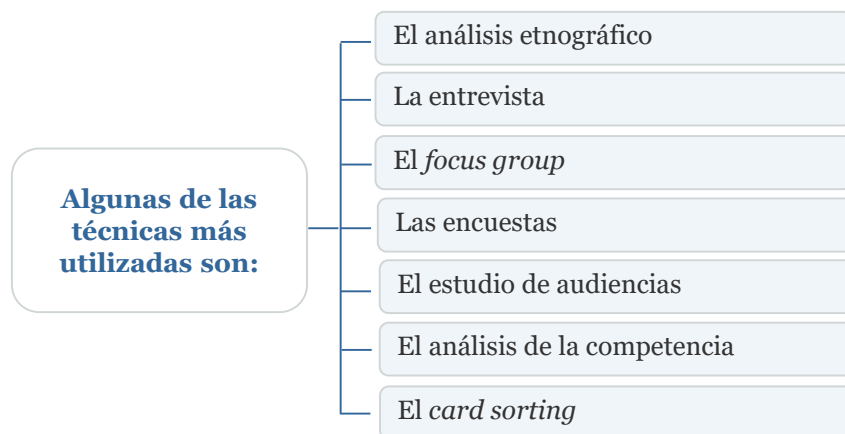 Algunas de las
técnicas más
utilizadas son:
El análisis etnográfico
La entrevista
El focus group
Las encuestas
El estudio de audiencias
El análisis de la competencia
El card sorting